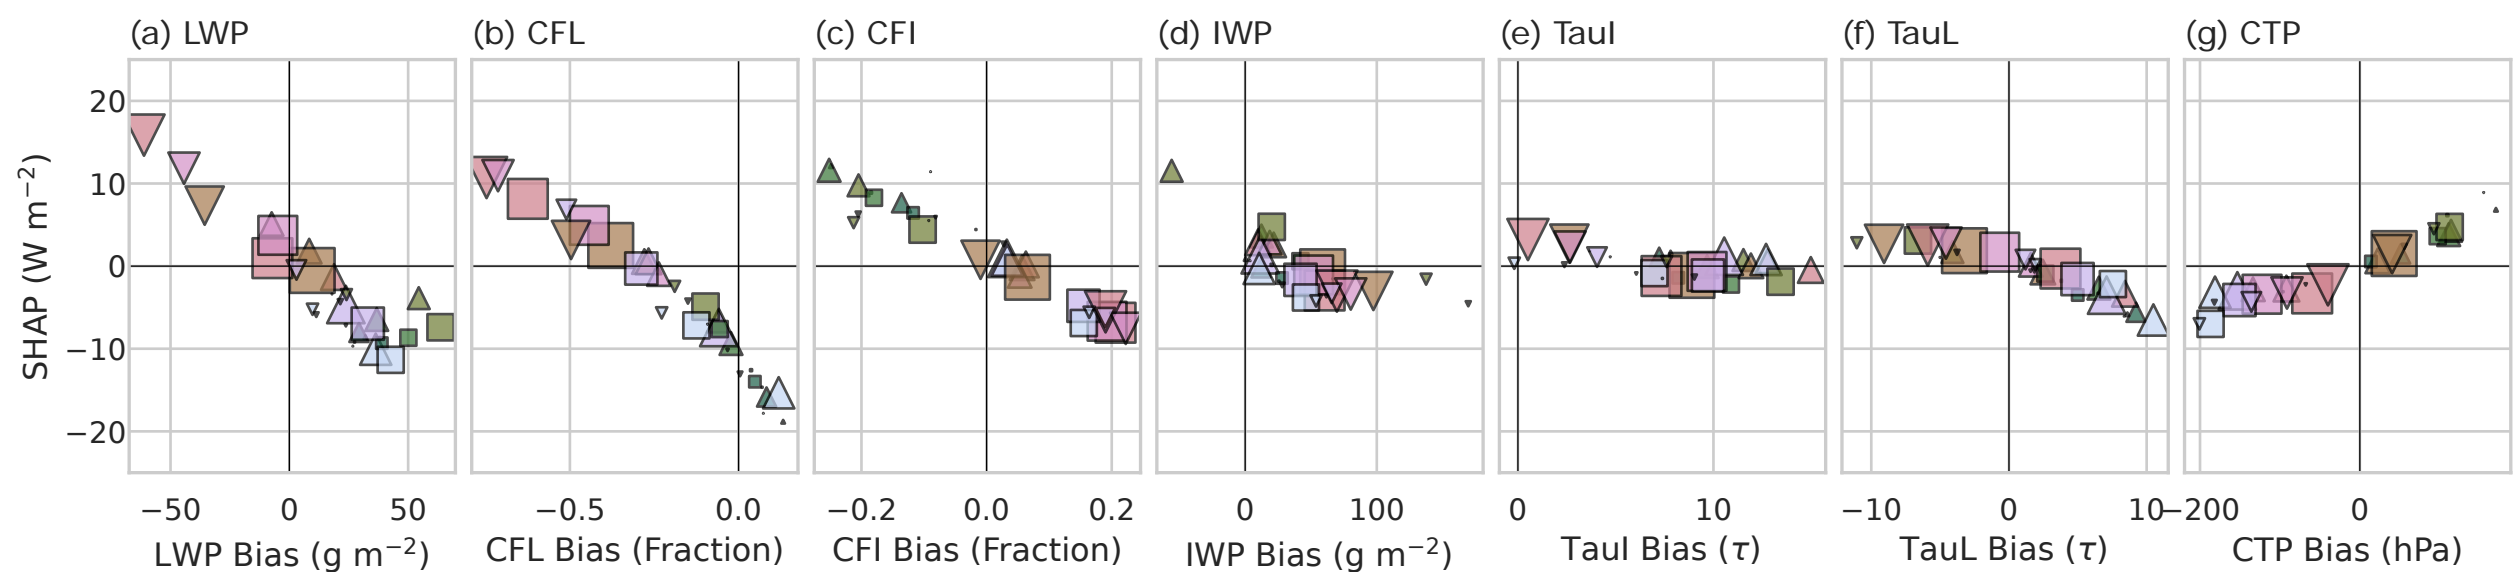 (a) LWP (b) CFL (c) CFI (d) IWP (e) TauI (f) TauL (g) CTP
SHAP (W m−2)
20
10
0
−10
−20
−50 0 50 −0.5 0.0 −0.2 0.0 0.2 0 100 0 10 −10 0 10 −200 0
LWP Bias (g m−2) CFL Bias (Fraction) CFI Bias (Fraction) IWP Bias (g m−2) TauI Bias (τ) TauL Bias (τ) CTP Bias (hPa)